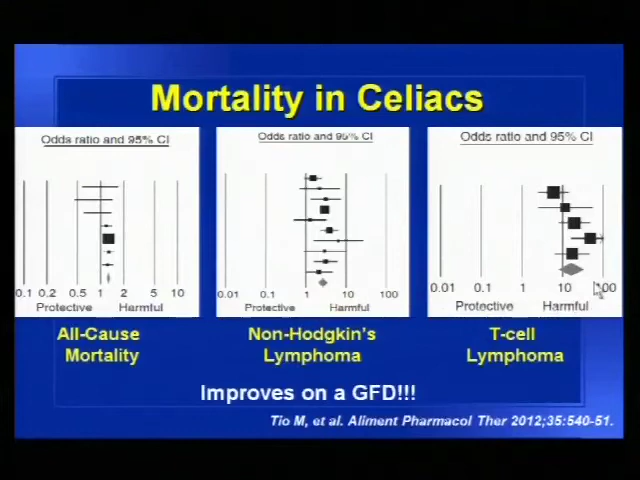 Mortality in Celiacs
Odds ratio and 95% CI
0.1 0.2 0.5 1 2 5 10
Protective Harmful
All-Cause
Mortality
Odds ratio and 95% CI
0.01 0.1 1 10 100
Protective Harmful
Non-Hodgkin's
Lymphoma
Odds ratio and 95% CI
0.01 0.1 1 10 100
Protective Harmful
T-cell
Lymphoma
Improves on a GFD!!!
Tio M, et al. Aliment Pharmacol Ther 2012;35:540-51.